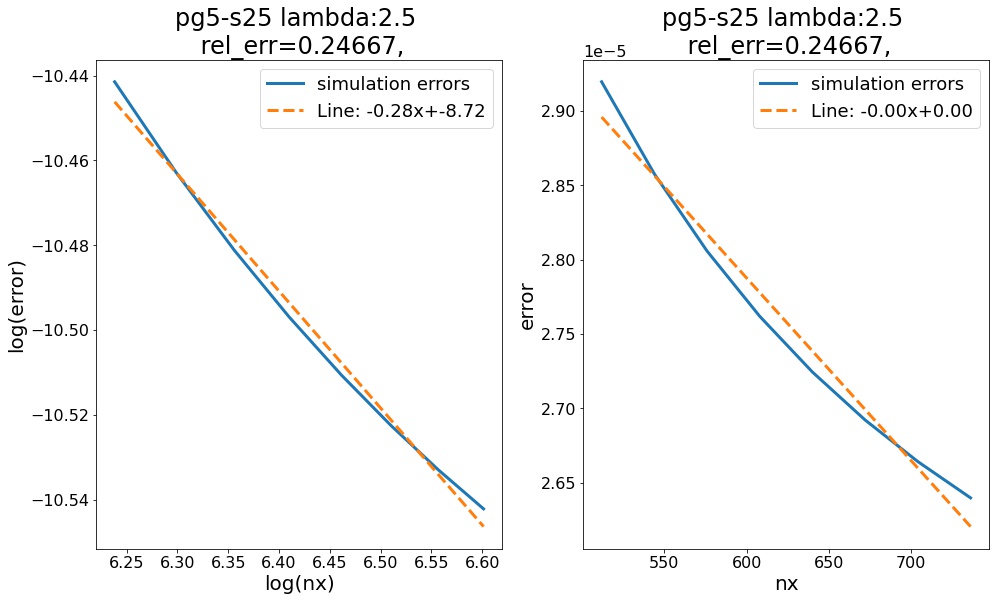 pg5-s25 lambda:2.5
rel_err=0.24667,
simulation errors
Line: -0.28x+-8.72
−10.44
−10.46
−10.48
−10.50
−10.52
−10.54
log(error)
6.25 6.30 6.35 6.40 6.45 6.50 6.55 6.60
log(nx)
pg5-s25 lambda:2.5
rel_err=0.24667,
1e−5
simulation errors
Line: -0.00x+0.00
2.90
2.85
2.80
2.75
2.70
2.65
error
550 600 650 700
nx